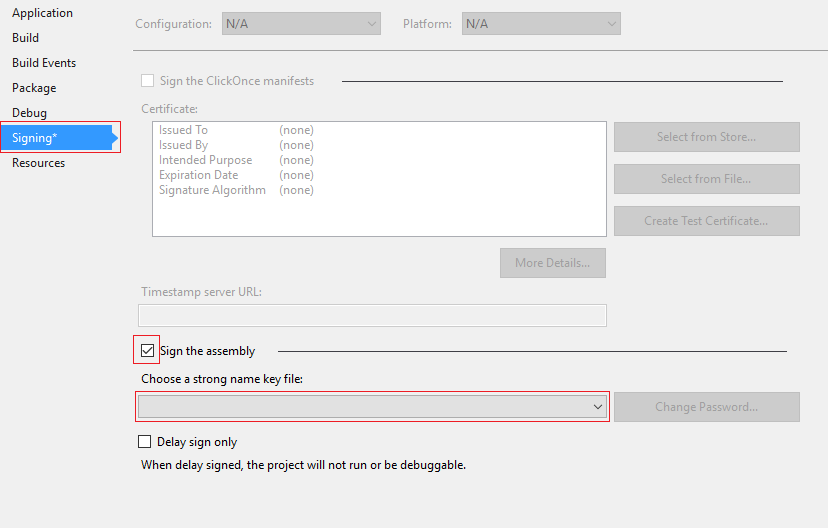 Application
Build
Build Events
Package
Debug
Signing*
Resources
Configuration: N/A Platform: N/A
Sign the ClickOnce manifests
Certificate:
Issued To (none)
Issued By (none)
Intended Purpose (none)
Expiration Date (none)
Signature Algorithm (none)
Select from Store...
Select from File...
Create Test Certificate...
More Details...
Timestamp server URL:
Sign the assembly
Choose a strong name key file:
Change Password...
Delay sign only
When delay signed, the project will not run or be debuggable.